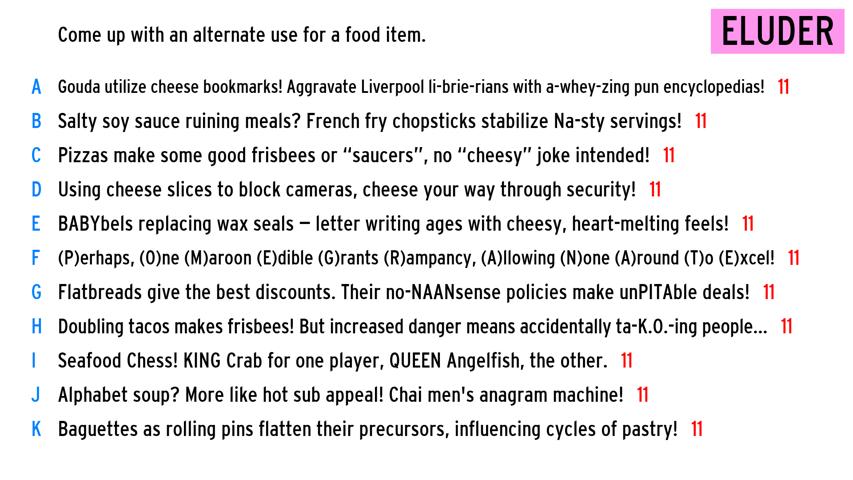 Come up with an alternate use for a food item.
ELUDER
A Gouda utilize cheese bookmarks! Aggravate Liverpool li-brie-rians with a-whey-zing pun encyclopedias! 11
B Salty soy sauce ruining meals? French fry chopsticks stabilize Na-sty servings! 11
C Pizzas make some good frisbees or “saucers”, no “cheesy” joke intended! 11
D Using cheese slices to block cameras, cheese your way through security! 11
E BABYbels replacing wax seals – letter writing ages with cheesy, heart-melting feels! 11
F (P)erhaps, (O)ne (M)aroon (E)dible (G)rants (R)ampancy, (A)llowing (N)one (A)round (T)o (E)xcel! 11
G Flatbreads give the best discounts. Their no-NAANsense policies make unPITAble deals! 11
H Doubling tacos makes frisbees! But increased danger means accidentally ta-K.O.-ing people... 11
I Seafood Chess! KING Crab for one player, QUEEN Angelfish, the other. 11
J Alphabet soup? More like hot sub appeal! Chai men's anagram machine! 11
K Baguettes as rolling pins flatten their precursors, influencing cycles of pastry! 11